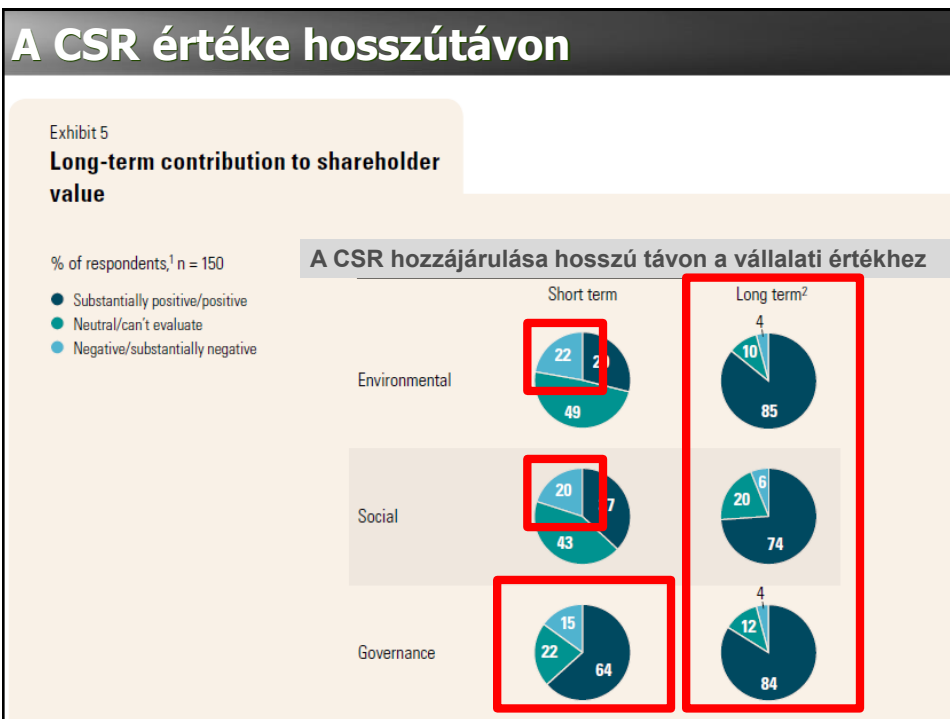 A CSR értéke hosszútávon
Exhibit 5
Long-term contribution to shareholder
value
% of respondents,¹ n = 150
A CSR hozzájárulása hosszú távon a vállalati értékhez
Substantially positive/positive
Neutral/can't evaluate
Negative/substantially negative
Short term
Long term²
Environmental
22
49
4
10
85
Social
20
43
6
20
74
Governance
15
22
64
4
12
84